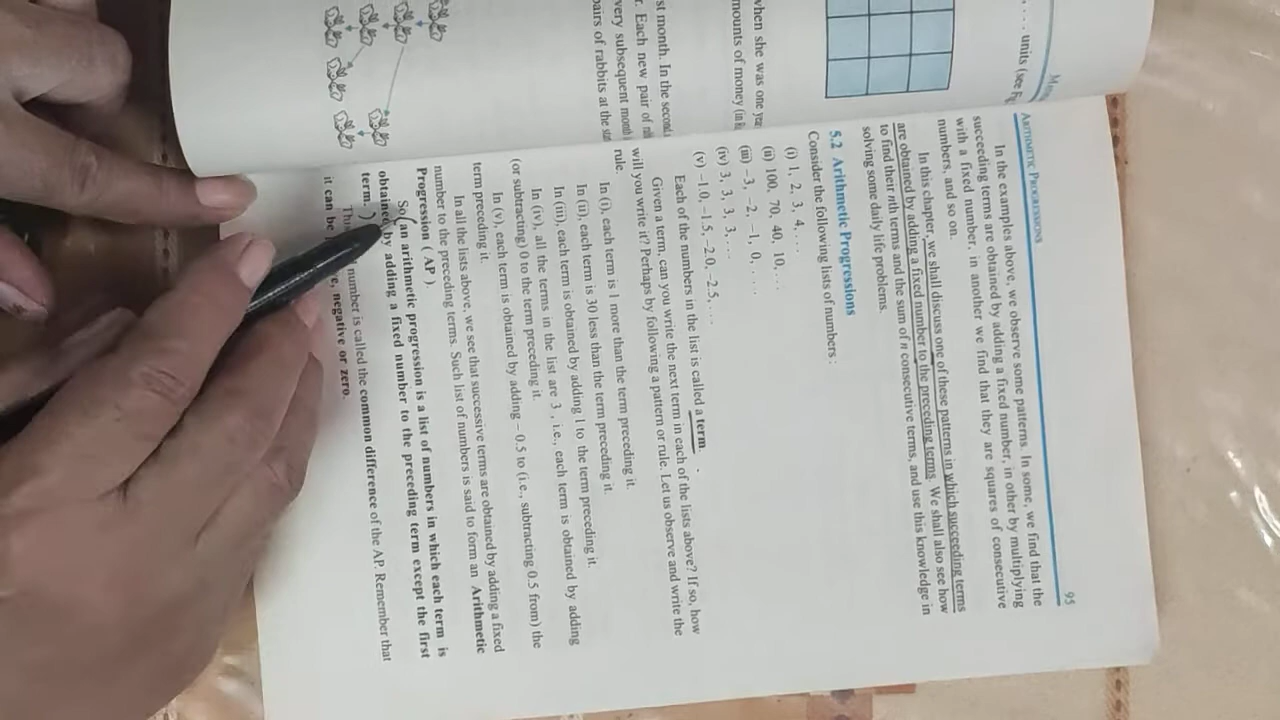 . . . units (see Fig
when she was one year
mounts of money (in
st month. In the second
r. Each new pair of
very subsequent month
pairs of rabbits at the
ARITHMETIC PROGRESSIONS 95
In the examples above, we observe some patterns. In some, we find that the
succeeding terms are obtained by adding a fixed number, in other by multiplying
with a fixed number, in another we find that they are squares of consecutive
numbers, and so on.
In this chapter, we shall discuss one of these patterns in which succeeding terms
are obtained by adding a fixed number to the preceding terms. We shall also see how
to find their nth terms and the sum of n consecutive terms, and use this knowledge in
solving some daily life problems.
5.2 Arithmetic Progressions
Consider the following lists of numbers :
(i) 1, 2, 3, 4, . . .
(ii) 100, 70, 40, 10, . . .
(iii) –3, –2, –1, 0, . . .
(iv) 3, 3, 3, 3, . . .
(v) –1.0, –1.5, –2.0, –2.5, . . .
Each of the numbers in the list is called a term.
Given a term, can you write the next term in each of the lists above? If so, how
will you write it? Perhaps by following a pattern or rule. Let us observe and write the
rule.
In (i), each term is 1 more than the term preceding it.
In (ii), each term is 30 less than the term preceding it.
In (iii), each term is obtained by adding 1 to the term preceding it.
In (iv), all the terms in the list are 3 , i.e., each term is obtained by adding
(or subtracting) 0 to the term preceding it.
In (v), each term is obtained by adding – 0.5 to (i.e., subtracting 0.5 from) the
term preceding it.
In all the lists above, we see that successive terms are obtained by adding a fixed
number to the preceding terms. Such list of numbers is said to form an Arithmetic
Progression ( AP ).
So, an arithmetic progression is a list of numbers in which each term is
obtained by adding a fixed number to the preceding term except the first
term.
number is called the common difference of the AP. Remember that
it can be negative or zero.